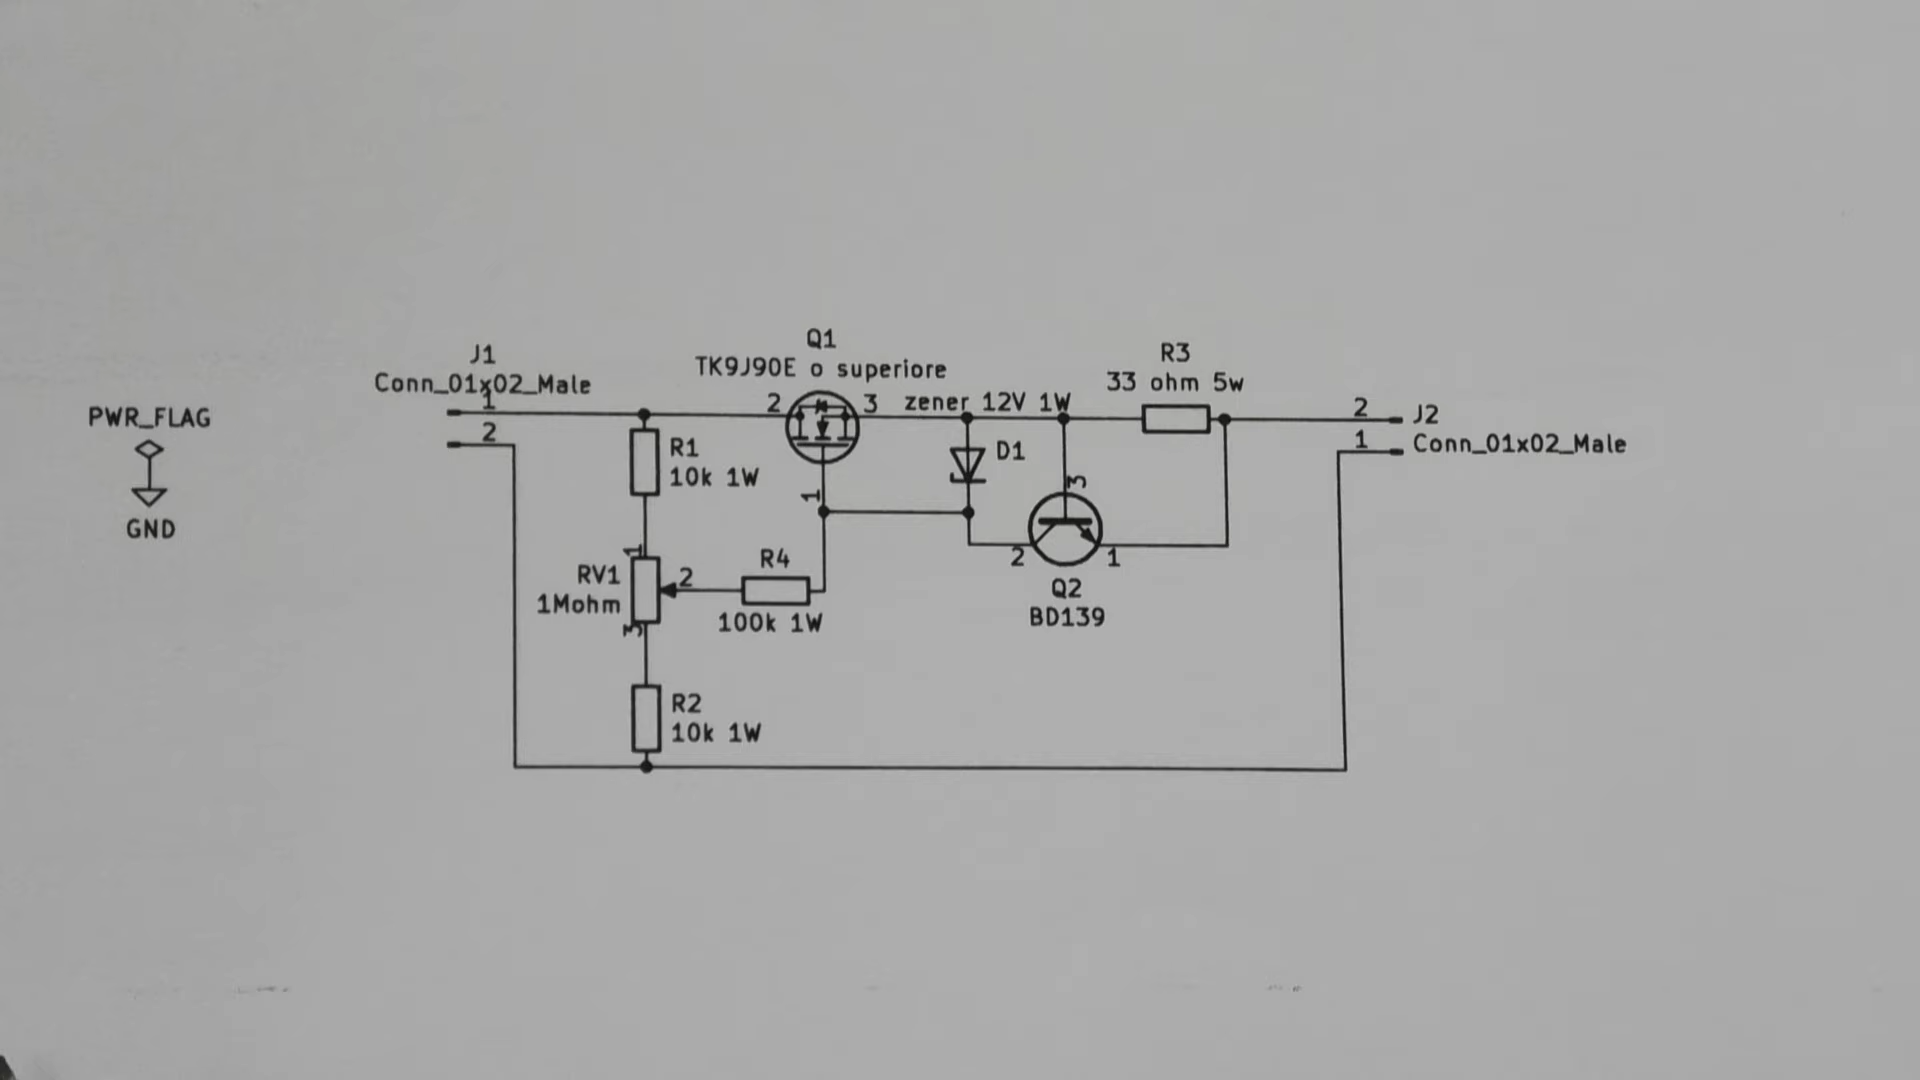 PWR_FLAG
GND
J1
Conn_01x02_Male
1
2
R1
10k 1W
1
RV1
1Mohm
2
3
R2
10k 1W
R4
100k 1W
Q1
TK9J90E o superiore
2
3
1
zener 12V 1W
D1
3
2
1
Q2
BD139
R3
33 ohm 5w
2
1
J2
Conn_01x02_Male